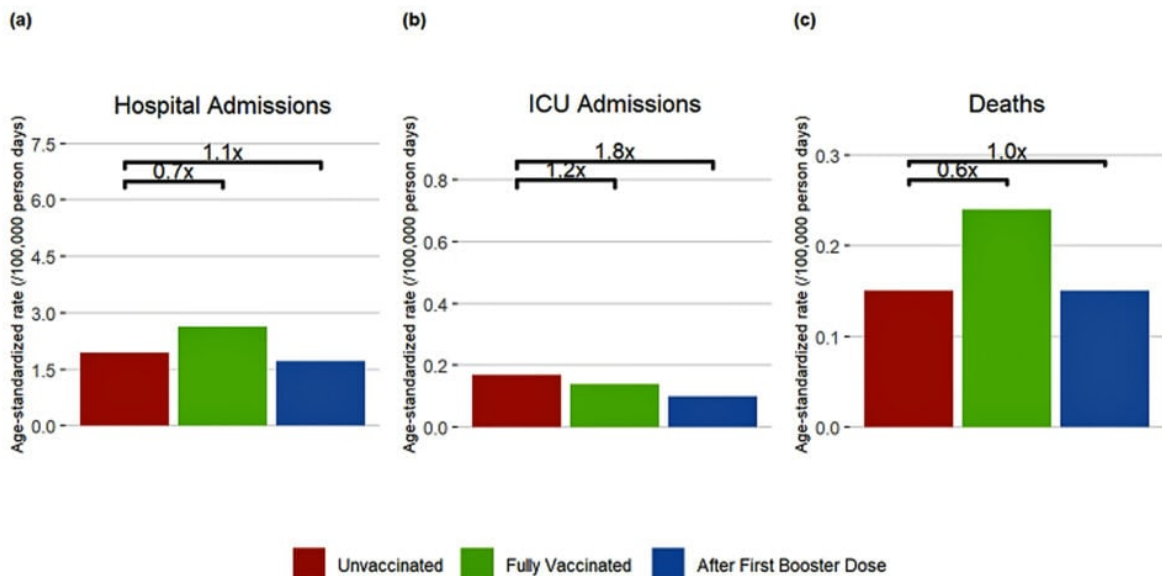 (a)
Hospital Admissions
Age-standardized rate (/100,000 person days)
7.5
6.0
4.5
3.0
1.5
0.0
1.1x
0.7x
(b)
ICU Admissions
Age-standardized rate (/100,000 person days)
0.8
0.6
0.4
0.2
0.0
1.8x
1.2x
(c)
Deaths
Age-standardized rate (/100,000 person days)
0.3
0.2
0.1
0.0
1.0x
0.6x
Unvaccinated
Fully Vaccinated
After First Booster Dose